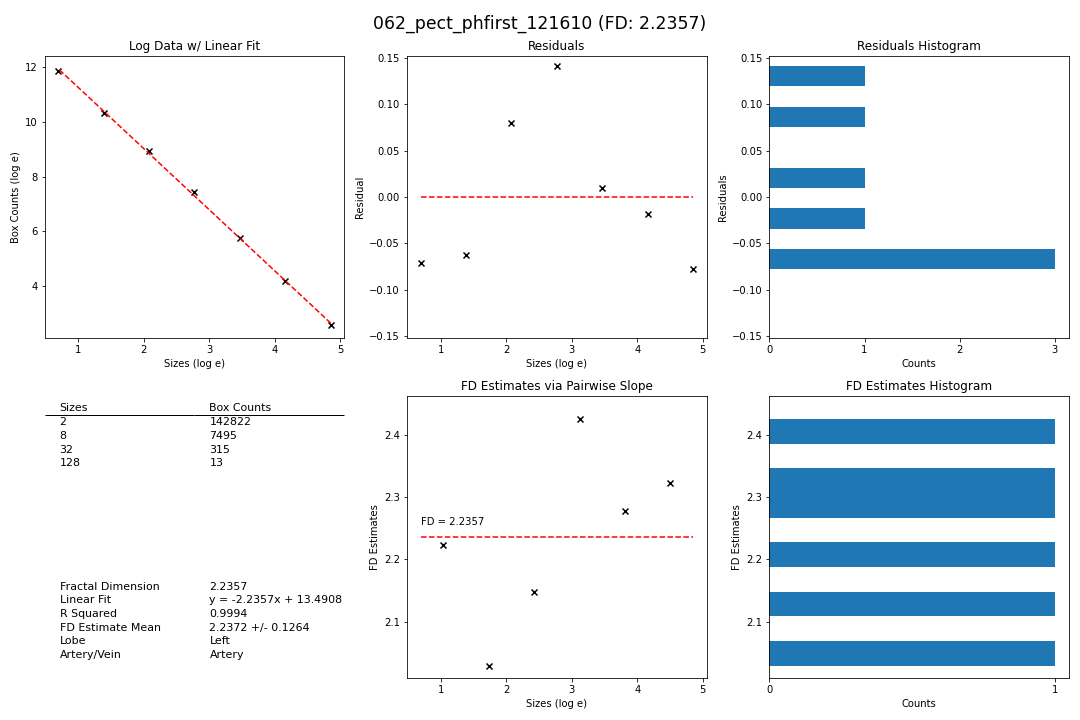 062_pect_phfirst_121610 (FD: 2.2357)
Log Data w/ Linear Fit
Box Counts (log e)
12
10
8
6
4
1 2 3 4 5
Sizes (log e)
Residuals
Residual
0.15
0.10
0.05
0.00
−0.05
−0.10
−0.15
1 2 3 4 5
Sizes (log e)
Residuals Histogram
Residuals
0.15
0.10
0.05
0.00
−0.05
−0.10
−0.15
0 1 2 3
Counts
Sizes Box Counts
2 142822
8 7495
32 315
128 13
Fractal Dimension 2.2357
Linear Fit y = -2.2357x + 13.4908
R Squared 0.9994
FD Estimate Mean 2.2372 +/- 0.1264
Lobe Left
Artery/Vein Artery
FD Estimates via Pairwise Slope
FD Estimates
2.4
2.3
2.2
2.1
FD = 2.2357
1 2 3 4 5
Sizes (log e)
FD Estimates Histogram
FD Estimates
2.4
2.3
2.2
2.1
0 1
Counts